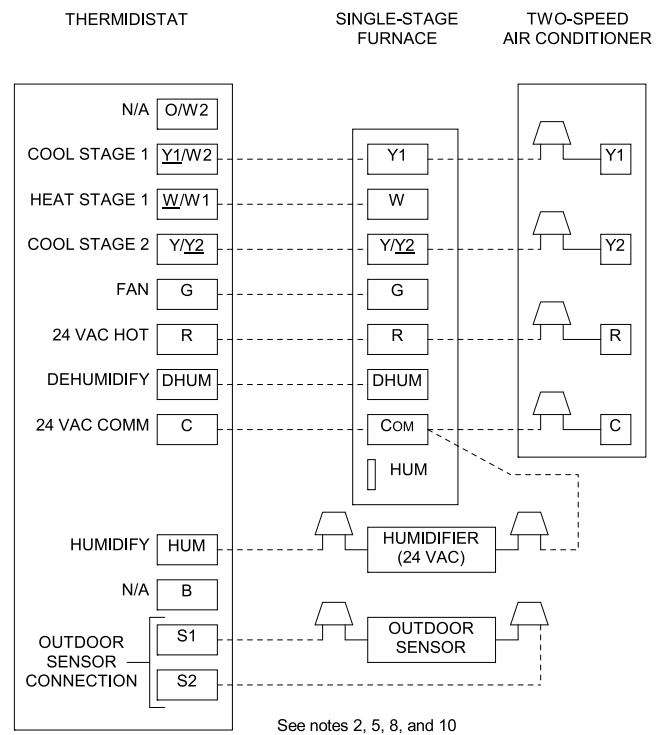 THERMIDISTAT
SINGLE-STAGE
FURNACE
TWO-SPEED
AIR CONDITIONER
N/A O/W2
COOL STAGE 1 Y1/W2 Y1 Y1
HEAT STAGE 1 W/W1 W
COOL STAGE 2 Y/Y2 Y/Y2 Y2
FAN G G
24 VAC HOT R R R
DEHUMIDIFY DHUM DHUM
24 VAC COMM C COM C
HUM
HUMIDIFY HUM HUMIDIFIER
(24 VAC)
N/A B
S1 OUTDOOR
SENSOR
OUTDOOR
SENSOR
CONNECTION
S2
See notes 2, 5, 8, and 10